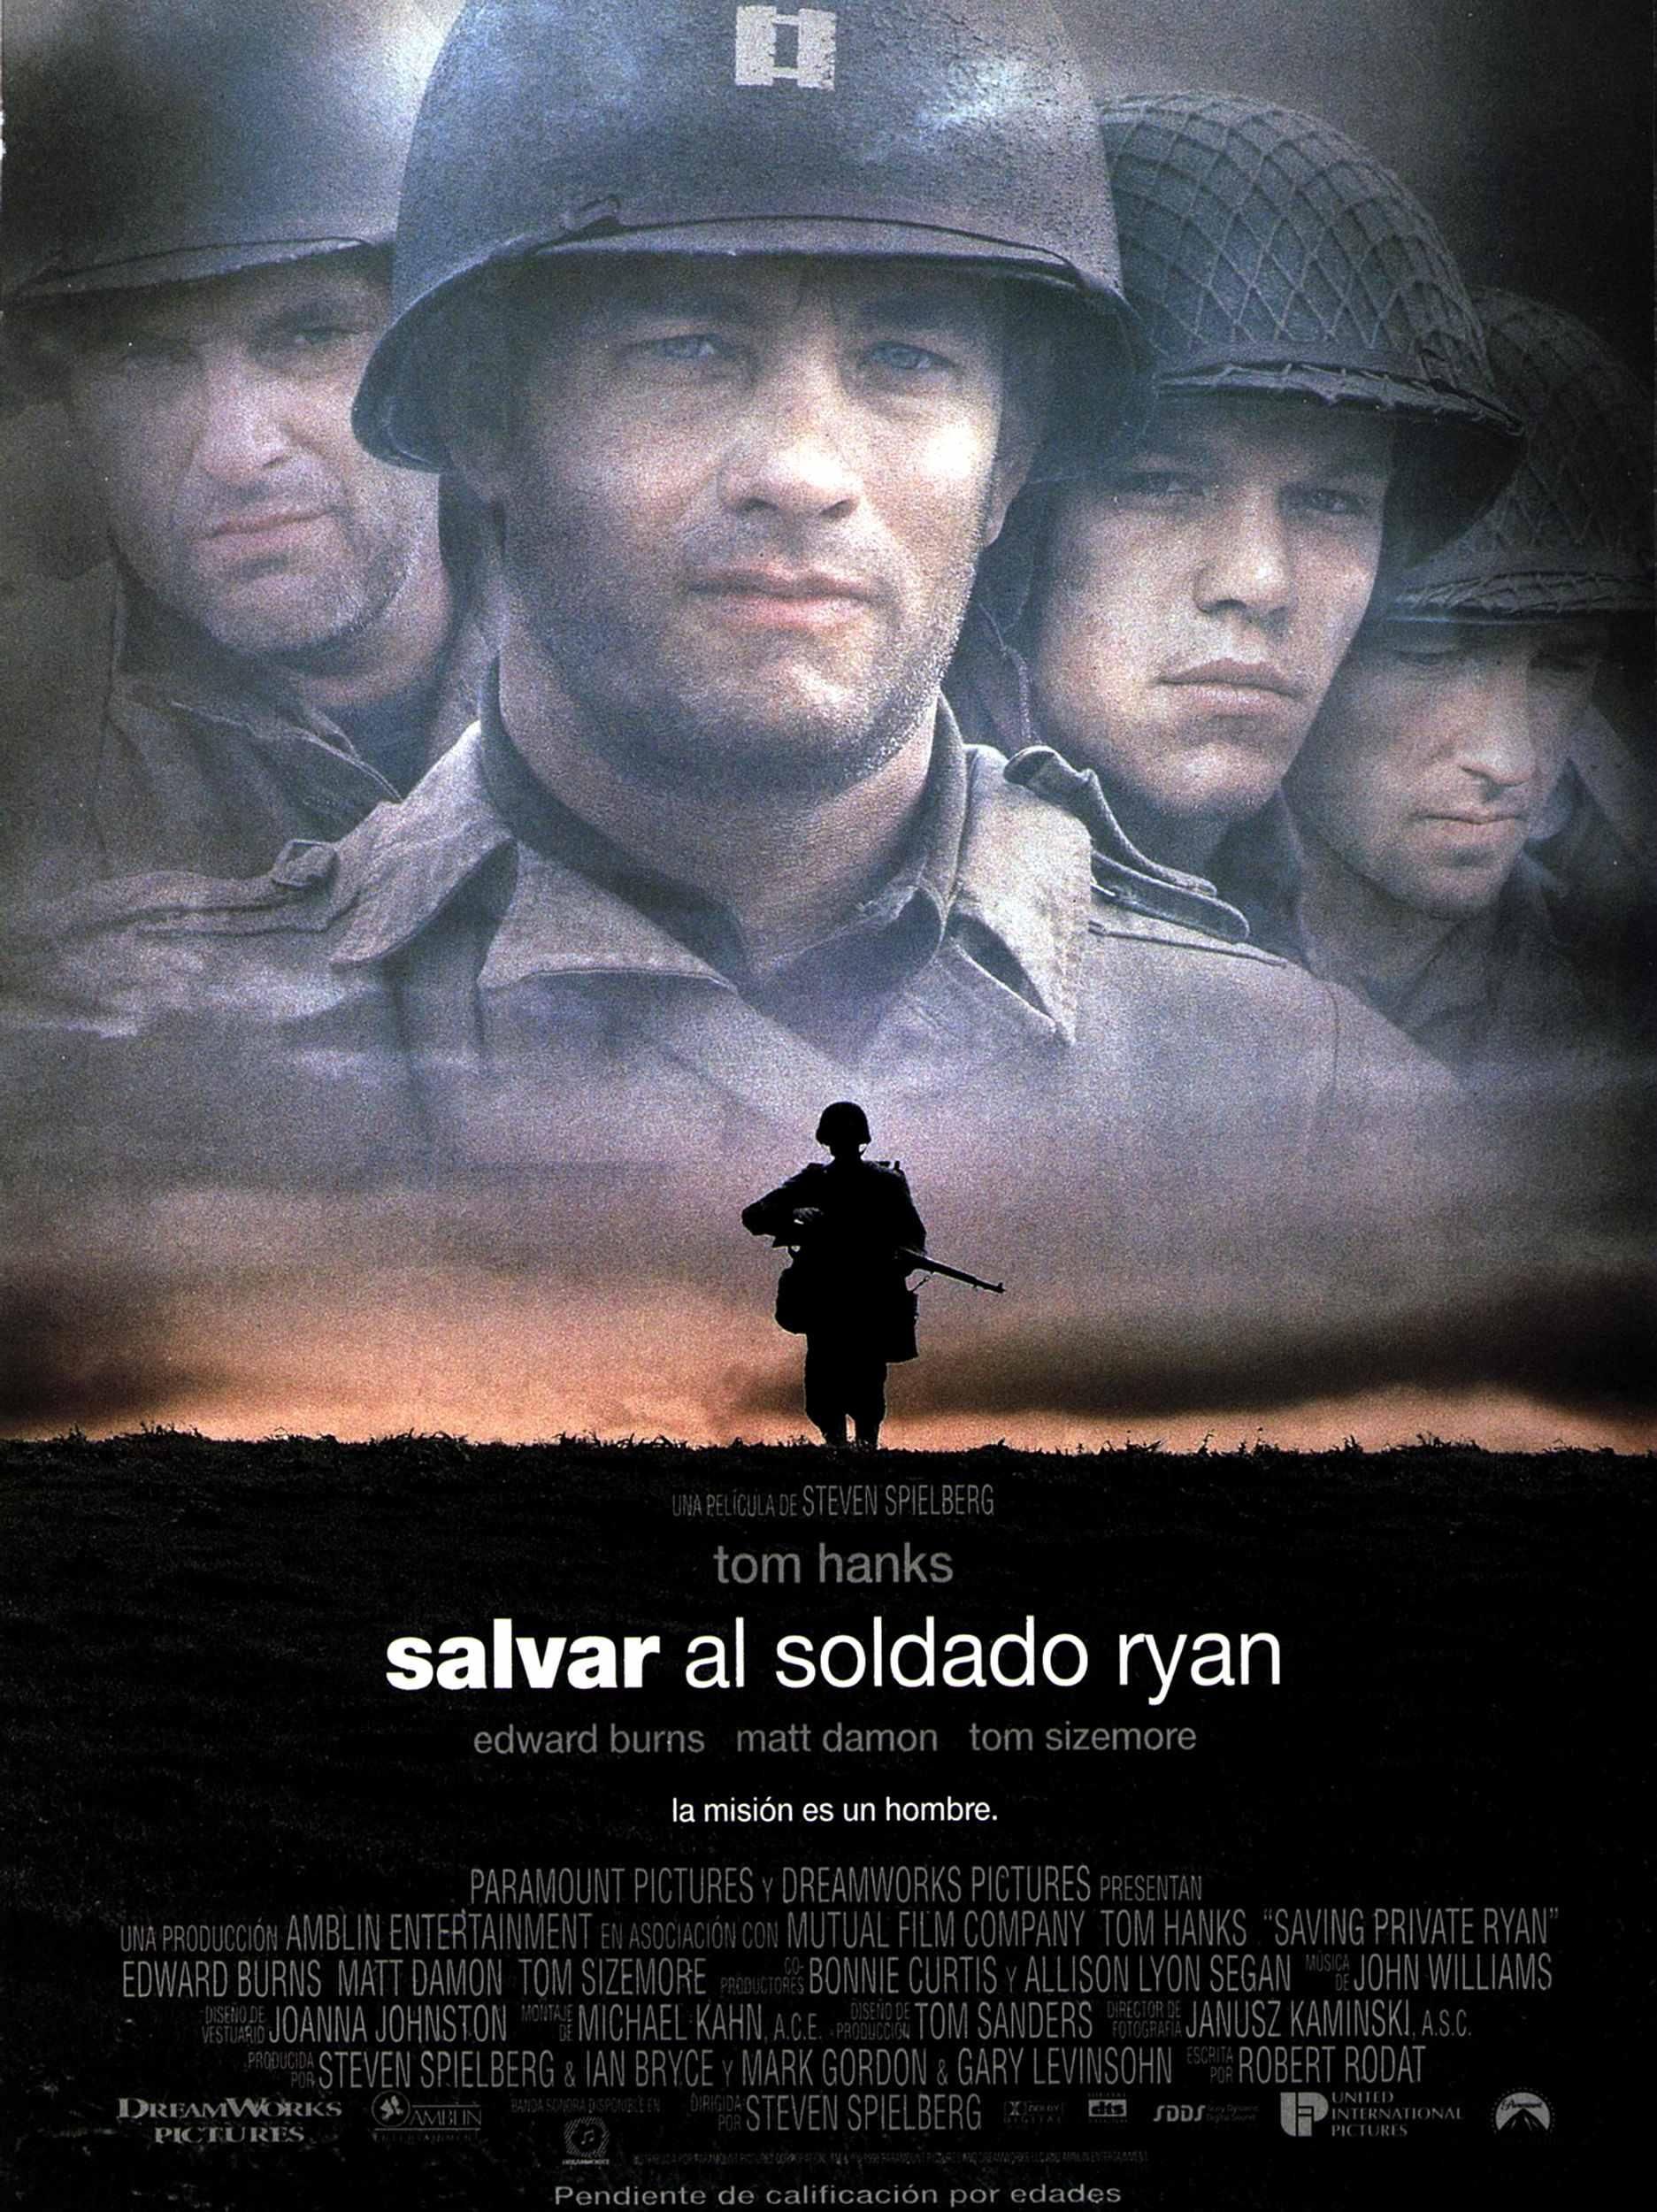 UNA PELÍCULA DE STEVEN SPIELBERG
tom hanks
salvar al soldado ryan
edward burns matt damon tom sizemore
la misión es un hombre.
PARAMOUNT PICTURES Y DREAMWORKS PICTURES PRESENTAN
UNA PRODUCCIÓN AMBLIN ENTERTAINMENT EN ASOCIACIÓN CON MUTUAL FILM COMPANY TOM HANKS “SAVING PRIVATE RYAN”
EDWARD BURNS MATT DAMON TOM SIZEMORE CO-PRODUCTORES BONNIE CURTIS Y ALLISON LYON SEGAN MÚSICA DE JOHN WILLIAMS
DISEÑO DE VESTUARIO JOANNA JOHNSTON MONTAJE DE MICHAEL KAHN, A.C.E. DISEÑO DE PRODUCCIÓN TOM SANDERS DIRECTOR DE FOTOGRAFÍA JANUSZ KAMINSKI, A.S.C.
PRODUCIDA POR STEVEN SPIELBERG & IAN BRYCE Y MARK GORDON & GARY LEVINSOHN ESCRITA POR ROBERT RODAT
DREAMWORKS PICTURES AMBLIN ENTERTAINMENT BANDA SONORA DISPONIBLE EN DIRIGIDA POR STEVEN SPIELBERG DOLBY DIGITAL dts SDDS UNITED INTERNATIONAL PICTURES Paramount
Pendiente de calificación por edades